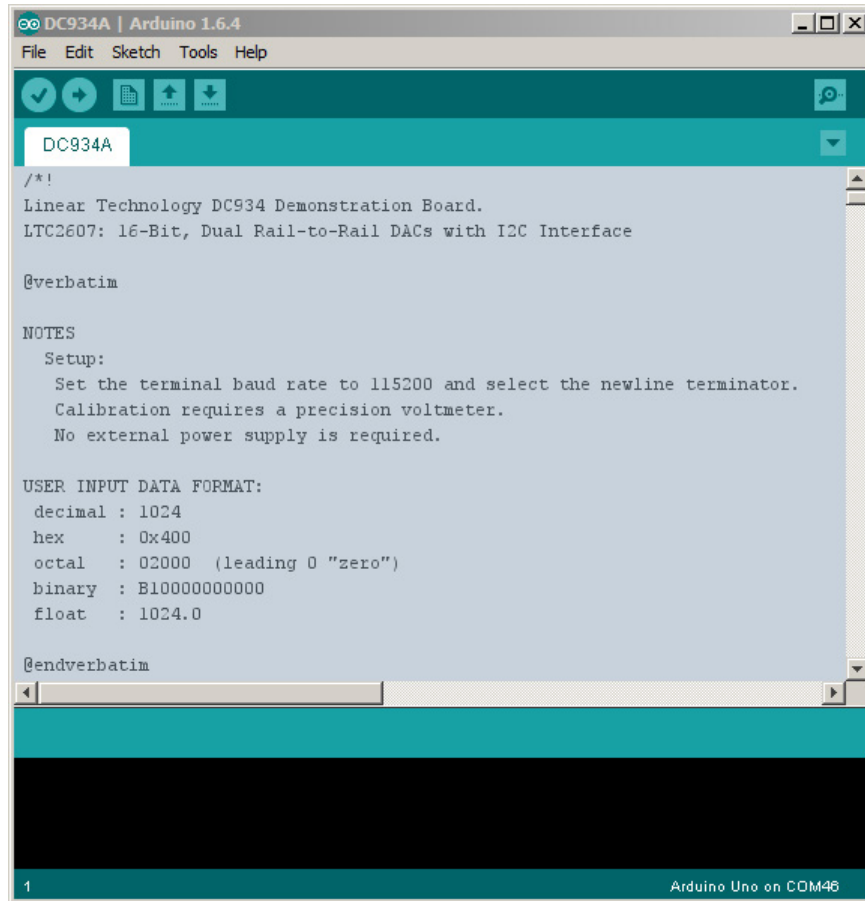 DC934A | Arduino 1.6.4
File Edit Sketch Tools Help
DC934A
/*!
Linear Technology DC934 Demonstration Board.
LTC2607: 16-Bit, Dual Rail-to-Rail DACs with I2C Interface
@verbatim
NOTES
Setup:
Set the terminal baud rate to 115200 and select the newline terminator.
Calibration requires a precision voltmeter.
No external power supply is required.
USER INPUT DATA FORMAT:
decimal : 1024
hex : 0x400
octal : 02000 (leading 0 "zero")
binary : B10000000000
float : 1024.0
@endverbatim
1 Arduino Uno on COM46